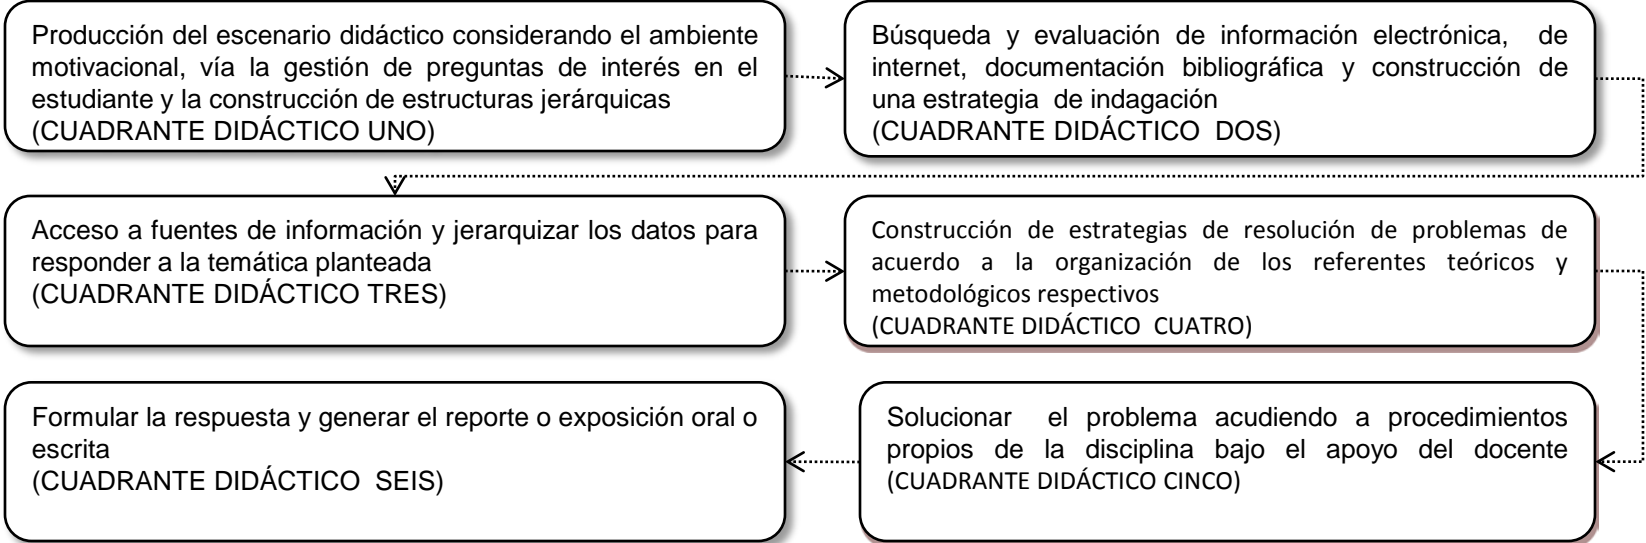 Producción del escenario didáctico considerando el ambiente
motivacional, vía la gestión de preguntas de interés en el
estudiante y la construcción de estructuras jerárquicas
(CUADRANTE DIDÁCTICO UNO)
Búsqueda y evaluación de información electrónica, de
internet, documentación bibliográfica y construcción de
una estrategia de indagación
(CUADRANTE DIDÁCTICO DOS)
Acceso a fuentes de información y jerarquizar los datos para
responder a la temática planteada
(CUADRANTE DIDÁCTICO TRES)
Construcción de estrategias de resolución de problemas de
acuerdo a la organización de los referentes teóricos y
metodológicos respectivos
(CUADRANTE DIDÁCTICO CUATRO)
Solucionar el problema acudiendo a procedimientos
propios de la disciplina bajo el apoyo del docente
(CUADRANTE DIDÁCTICO CINCO)
Formular la respuesta y generar el reporte o exposición oral o
escrita
(CUADRANTE DIDÁCTICO SEIS)